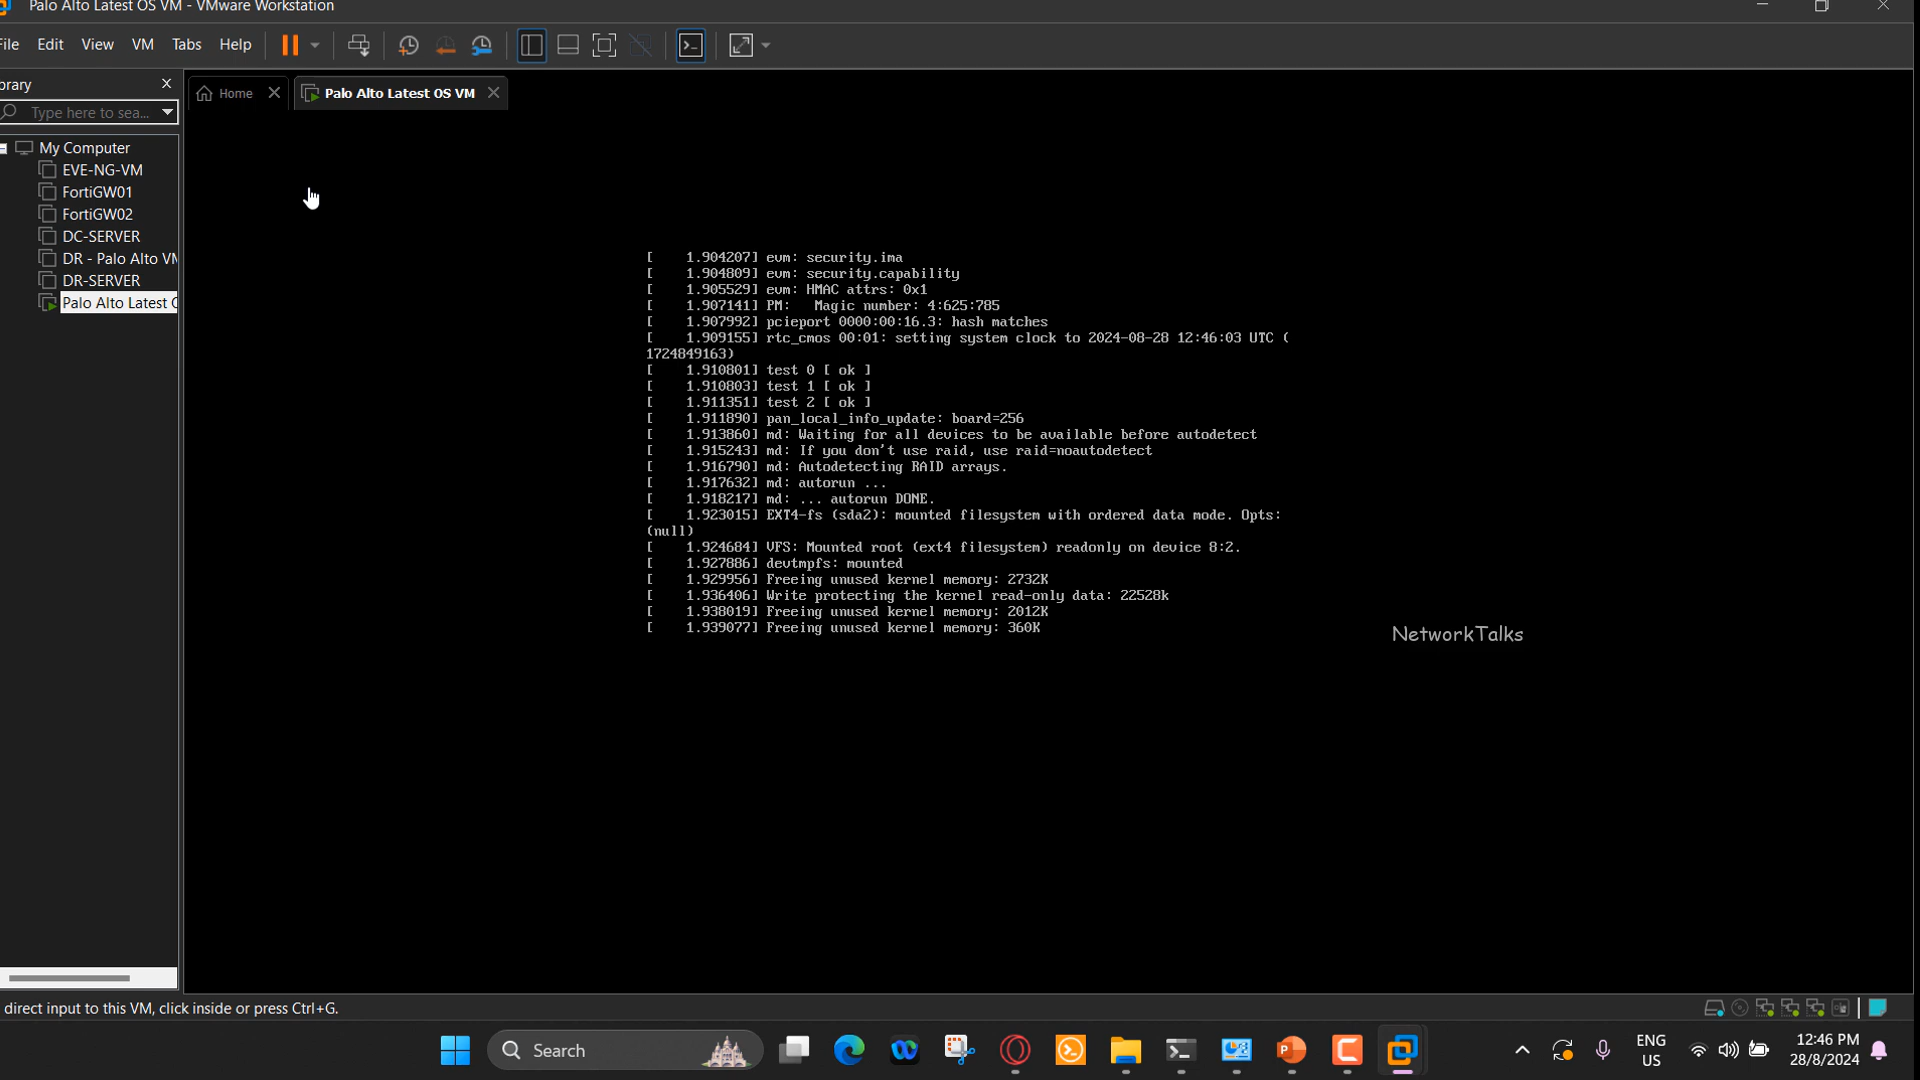 Palo Alto Latest OS VM - VMware Workstation
File Edit View VM Tabs Help
brary
Type here to sea...
Home
Palo Alto Latest OS VM
My Computer
EVE-NG-VM
FortiGW01
FortiGW02
DC-SERVER
DR - Palo Alto VM
DR-SERVER
Palo Alto Latest O
[    1.904207] evm: security.ima
[    1.904809] evm: security.capability
[    1.905529] evm: HMAC attrs: 0x1
[    1.907141] PM:   Magic number: 4:625:785
[    1.907992] pcieport 0000:00:16.3: hash matches
[    1.909155] rtc_cmos 00:01: setting system clock to 2024-08-28 12:46:03 UTC (
1724849163)
[    1.910801] test 0 [ ok ]
[    1.910803] test 1 [ ok ]
[    1.911351] test 2 [ ok ]
[    1.911890] pan_local_info_update: board=256
[    1.913860] md: Waiting for all devices to be available before autodetect
[    1.915243] md: If you don't use raid, use raid=noautodetect
[    1.916790] md: Autodetecting RAID arrays.
[    1.917632] md: autorun ...
[    1.918217] md: ... autorun DONE.
[    1.923015] EXT4-fs (sda2): mounted filesystem with ordered data mode. Opts:
(null)
[    1.924684] VFS: Mounted root (ext4 filesystem) readonly on device 8:2.
[    1.927886] devtmpfs: mounted
[    1.929956] Freeing unused kernel memory: 2732K
[    1.936406] Write protecting the kernel read-only data: 22528k
[    1.938019] Freeing unused kernel memory: 2012K
[    1.939077] Freeing unused kernel memory: 360K
NetworkTalks
direct input to this VM, click inside or press Ctrl+G.
Search
ENG
US
12:46 PM
28/8/2024